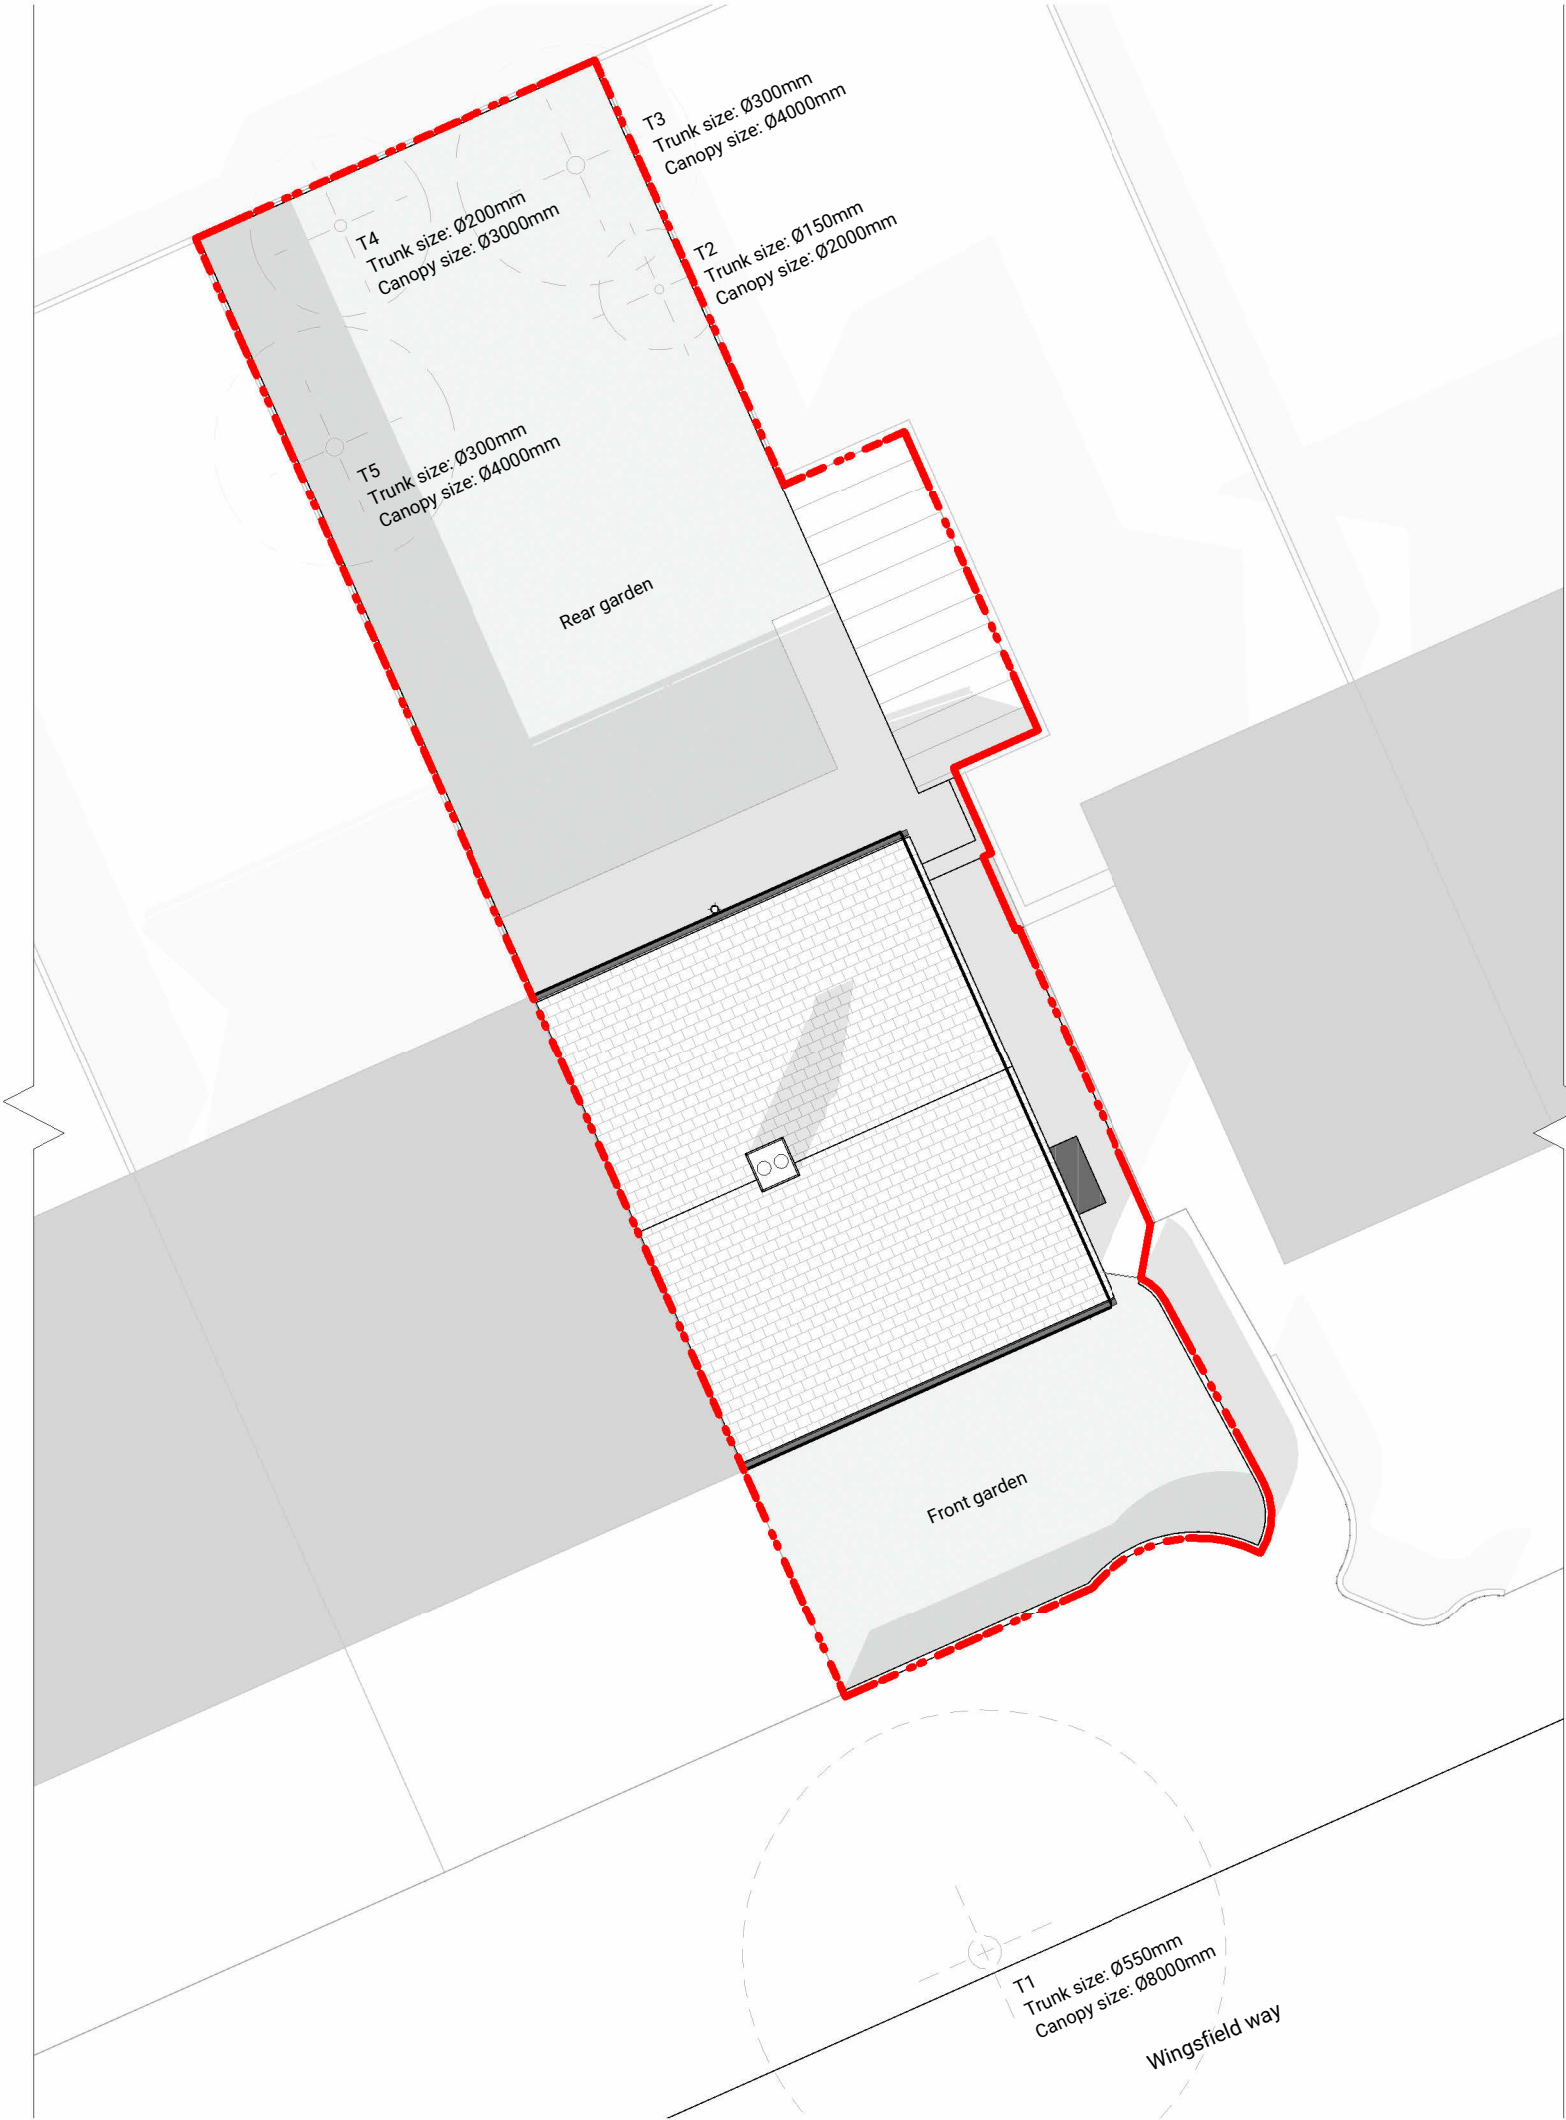 T3
Trunk size: Ø300mm
Canopy size: Ø4000mm
T4
Trunk size: Ø200mm
Canopy size: Ø3000mm
T2
Trunk size: Ø150mm
Canopy size: Ø2000mm
T5
Trunk size: Ø300mm
Canopy size: Ø4000mm
Rear garden
Front garden
T1
Trunk size: Ø550mm
Canopy size: Ø8000mm
Wingsfield way